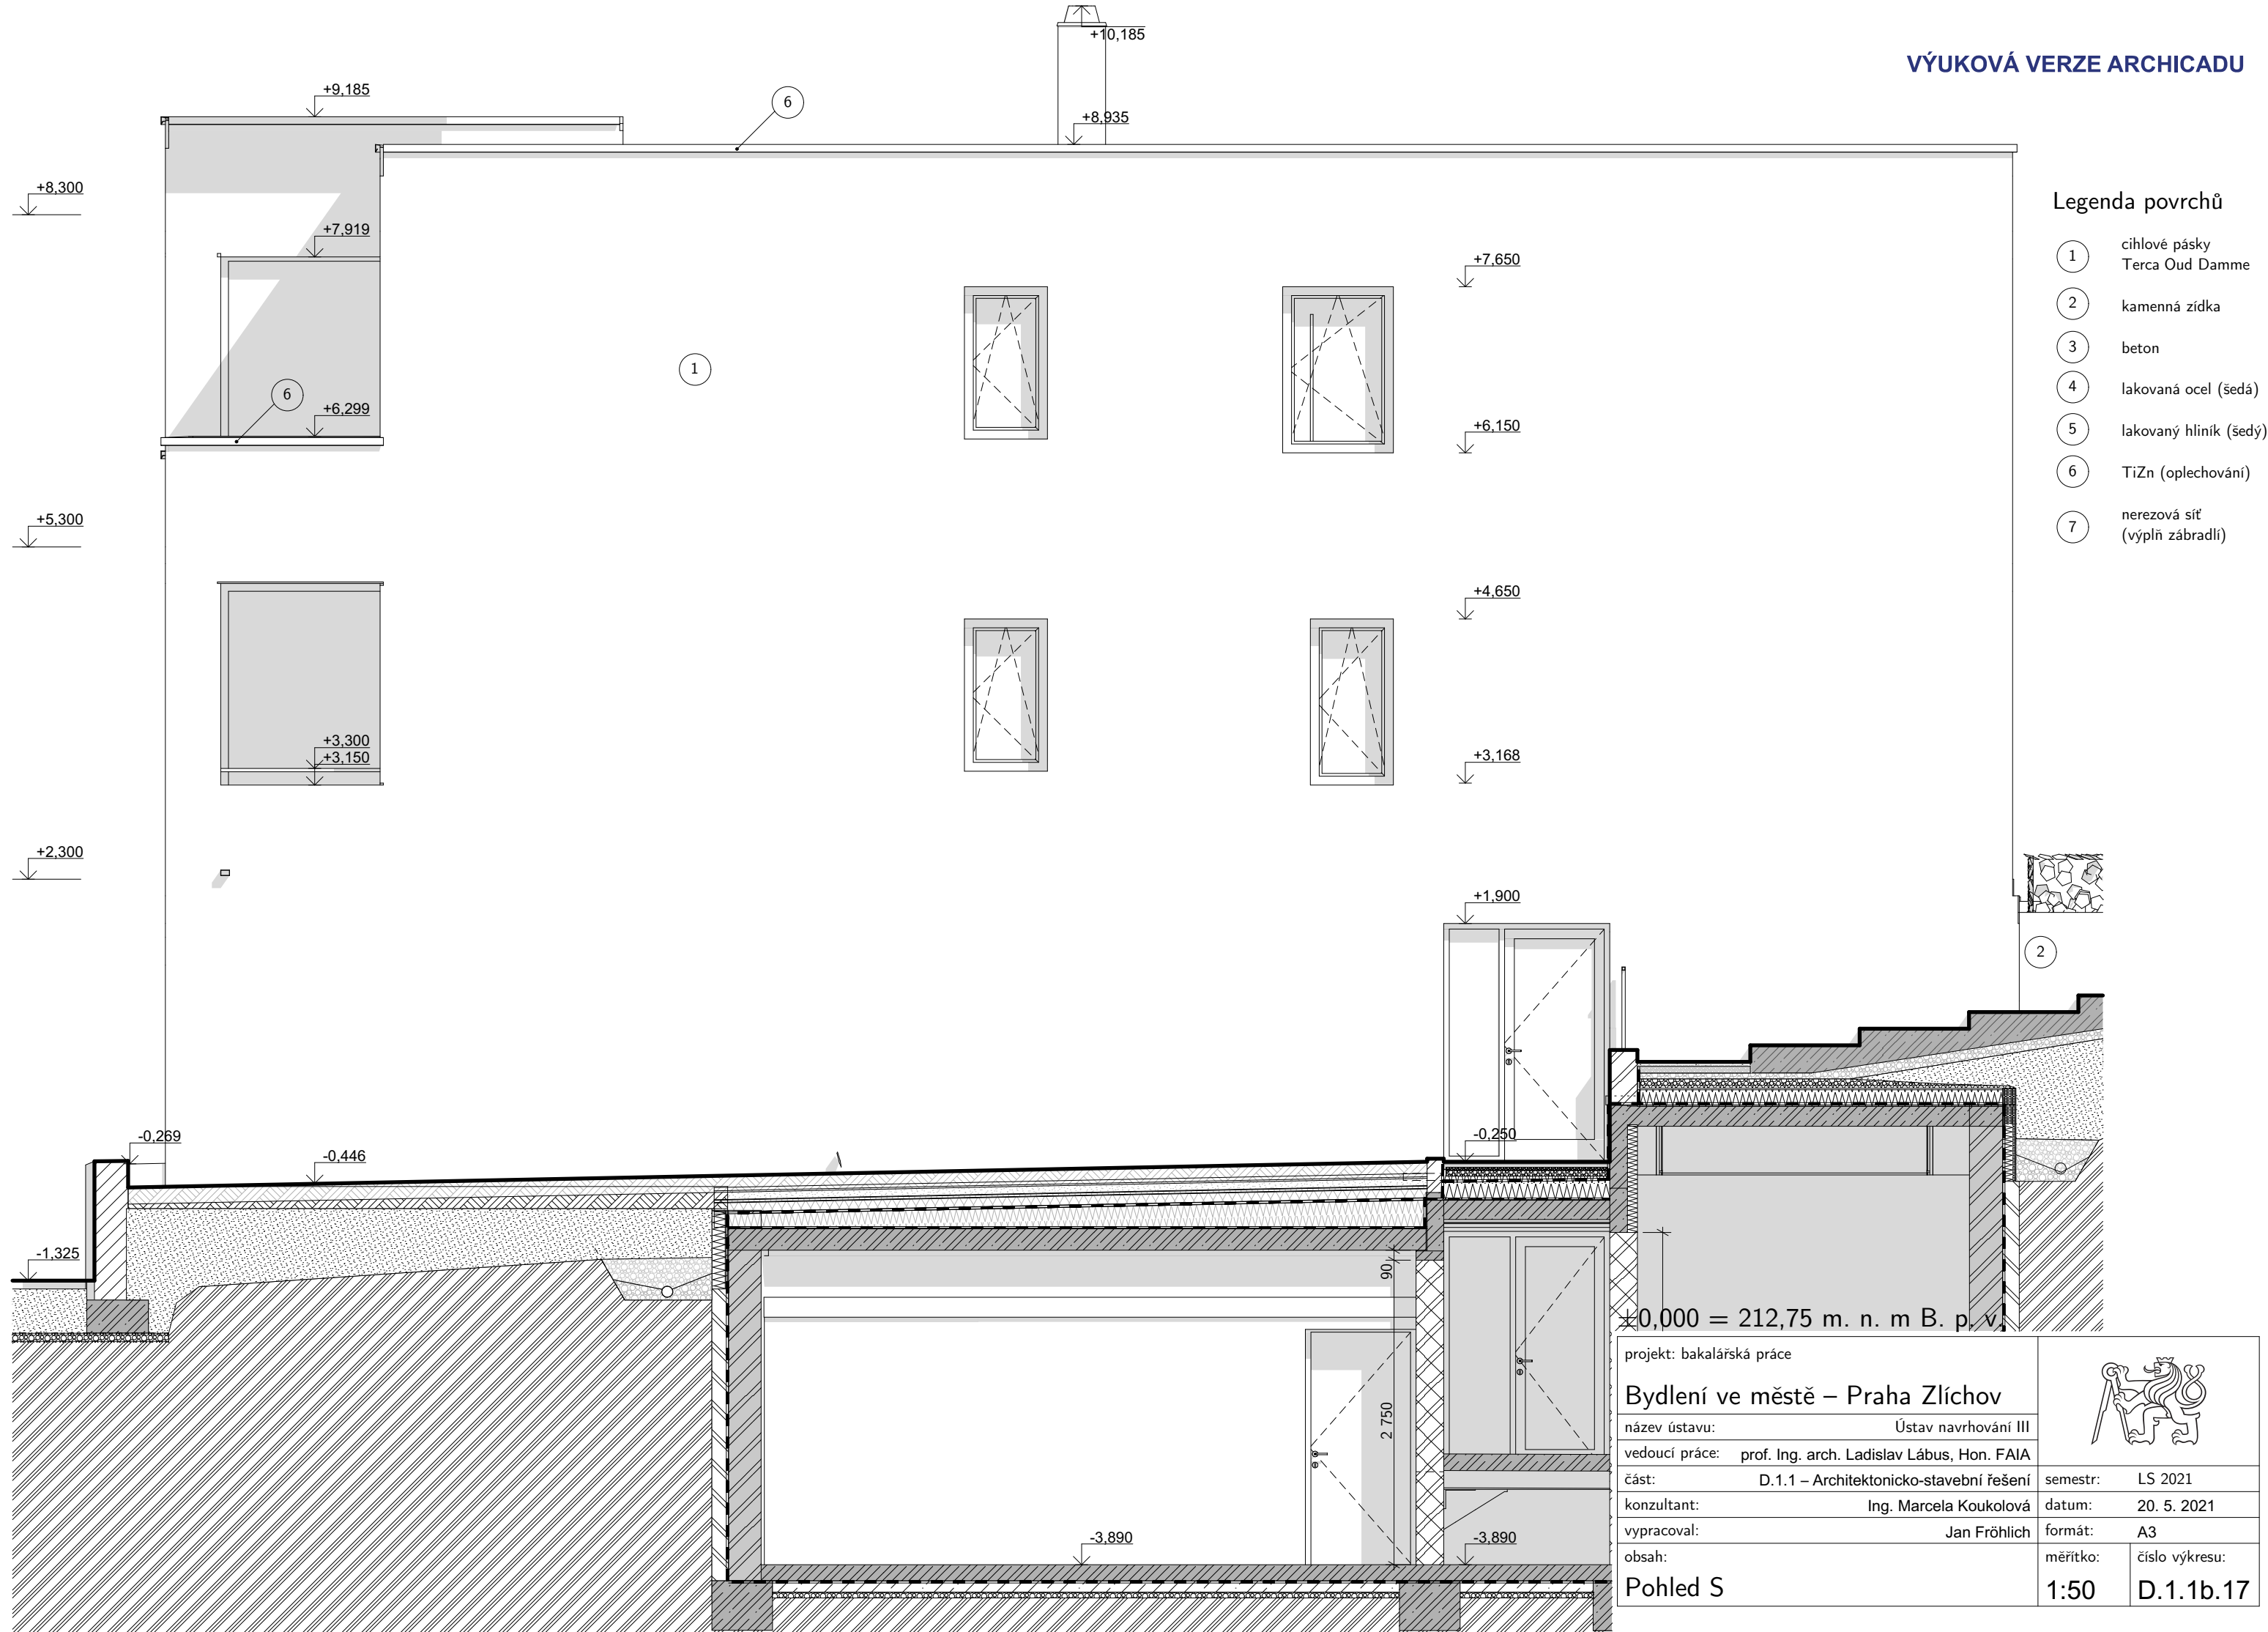 +10,185
VÝUKOVÁ VERZE ARCHICADU
+9,185
6
+8,935
+8,300
Legenda povrchů
1 cihlové pásky
Terca Oud Damme
2 kamenná zídka
3 beton
4 lakovaná ocel (šedá)
5 lakovaný hliník (šedý)
6 TiZn (oplechování)
7 nerezová síť
(výplň zábradlí)
+7,919
+7,650
1
6
+6,299
+6,150
+5,300
+4,650
+3,300
+3,150
+3,168
+2,300
+1,900
2
-0,269
-0,446
-0,250
-1,325
90
2 750
-3,890
-3,890
±0,000 = 212,75 m. n. m B. p. v.
projekt: bakalářská práce
Bydlení ve městě – Praha Zlíchov
název ústavu: Ústav navrhování III
vedoucí práce: prof. Ing. arch. Ladislav Lábus, Hon. FAIA
část: D.1.1 – Architektonicko-stavební řešení semestr: LS 2021
konzultant: Ing. Marcela Koukolová datum: 20. 5. 2021
vypracoval: Jan Fröhlich formát: A3
obsah: měřítko: číslo výkresu:
Pohled S 1:50 D.1.1b.17